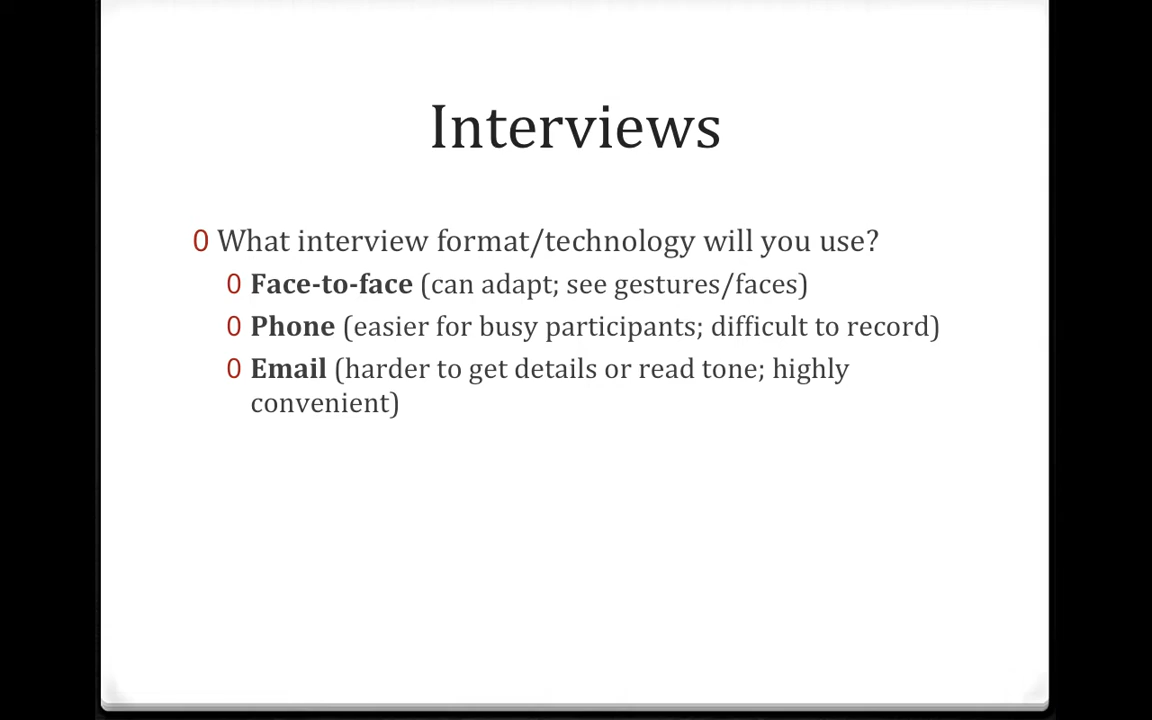 Interviews
0 What interview format/technology will you use?
0 Face-to-face (can adapt; see gestures/faces)
0 Phone (easier for busy participants; difficult to record)
0 Email (harder to get details or read tone; highly
convenient)